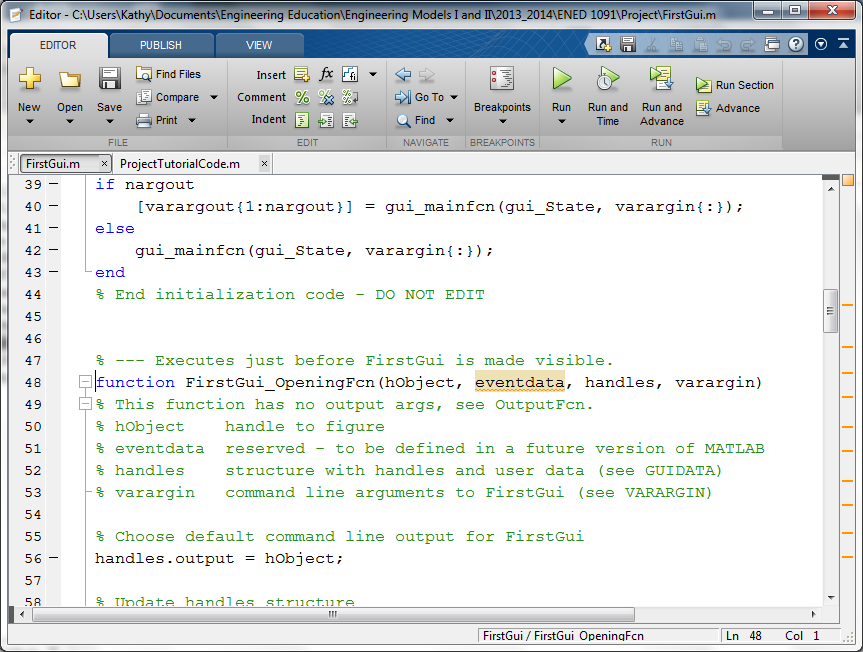 Editor - C:\Users\Kathy\Documents\Engineering Education\Engineering Models I and II\2013_2014\ENED 1091\Project\FirstGui.m
EDITOR PUBLISH VIEW
New Open Save Find Files Compare Print
FILE
Insert fx
Comment
Indent
EDIT
Go To
Find
NAVIGATE
Breakpoints
BREAKPOINTS
Run Run and Time Run and Advance Run Section Advance
RUN
FirstGui.m × ProjectTutorialCode.m ×
39 – if nargout
40 – [varargout{1:nargout}] = gui_mainfcn(gui_State, varargin{:});
41 – else
42 – gui_mainfcn(gui_State, varargin{:});
43 – end
44 % End initialization code - DO NOT EDIT
45
46
47 % --- Executes just before FirstGui is made visible.
48 function FirstGui_OpeningFcn(hObject, eventdata, handles, varargin)
49 % This function has no output args, see OutputFcn.
50 % hObject    handle to figure
51 % eventdata  reserved - to be defined in a future version of MATLAB
52 % handles    structure with handles and user data (see GUIDATA)
53 % varargin   command line arguments to FirstGui (see VARARGIN)
54
55 % Choose default command line output for FirstGui
56 – handles.output = hObject;
57
58 % Update handles structure
FirstGui / FirstGui_OpeningFcn Ln 48 Col 1